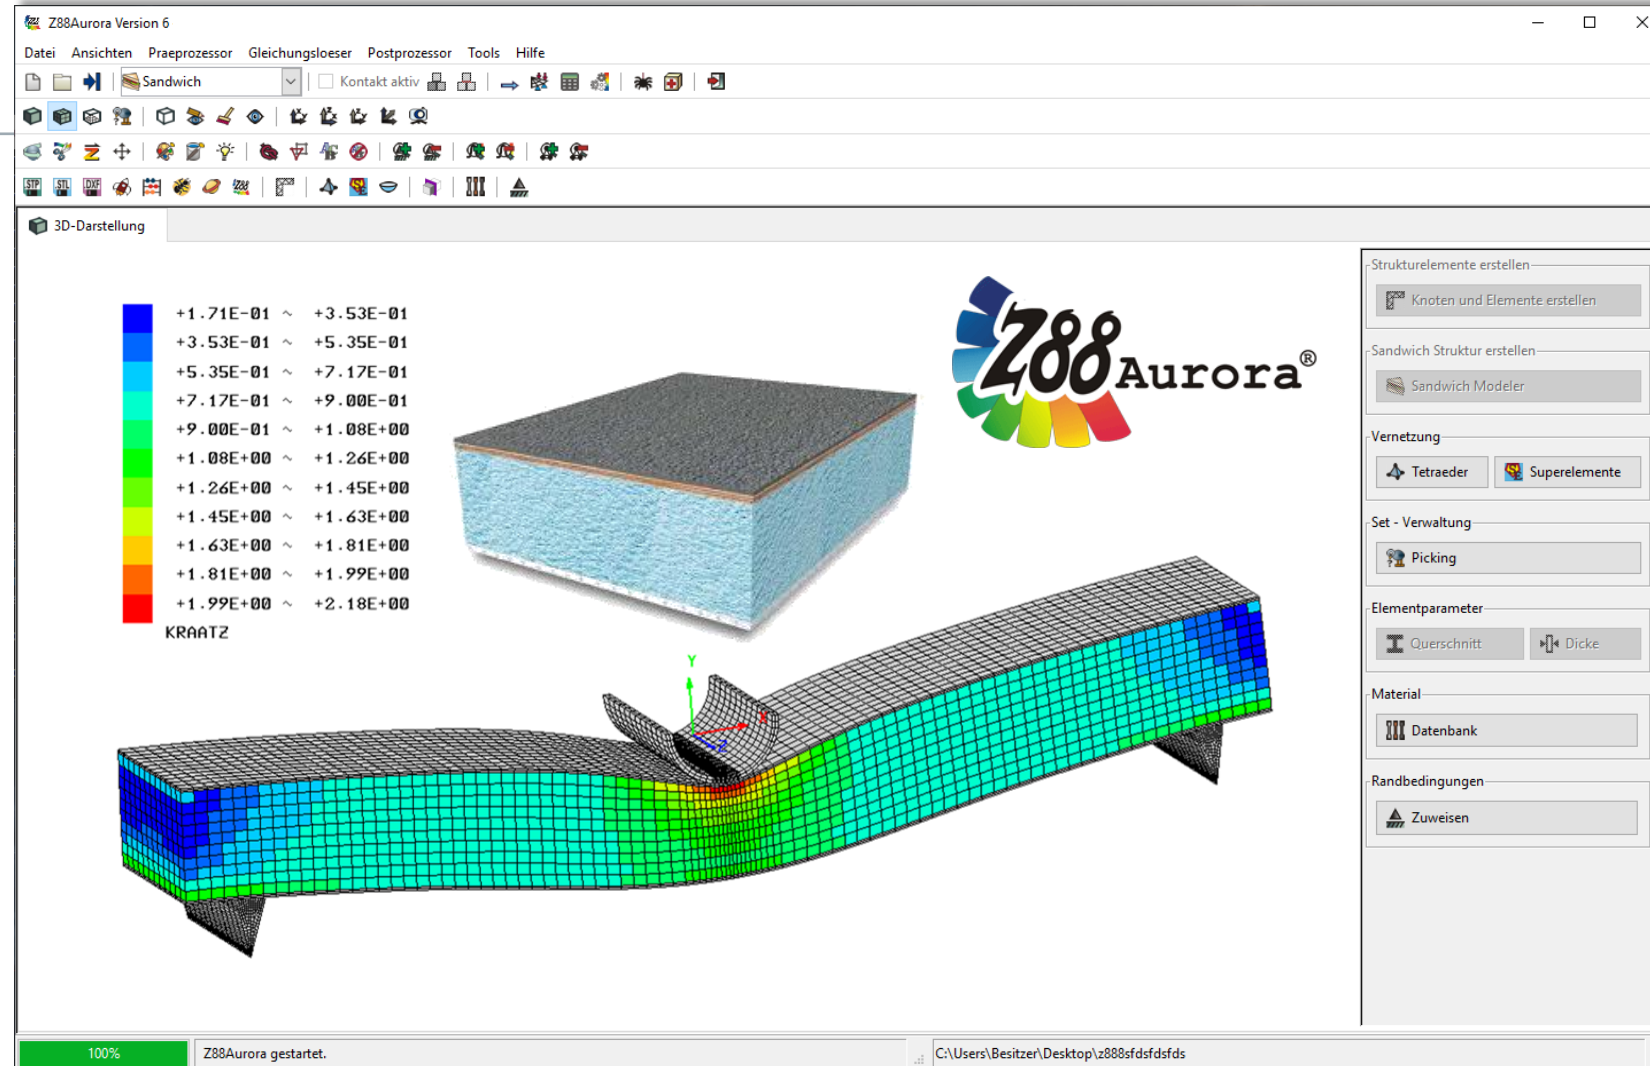 Z88Aurora Version 6
Datei Ansichten Praeprozessor Gleichungsloeser Postprozessor Tools Hilfe
Sandwich Kontakt aktiv
STP STL DXF Z88
3D-Darstellung
Strukturelemente erstellen
Knoten und Elemente erstellen
Sandwich Struktur erstellen
Sandwich Modeler
Vernetzung
Tetraeder Superelemente
Set - Verwaltung
Picking
Elementparameter
Querschnitt Dicke
Material
Datenbank
Randbedingungen
Zuweisen
+1.71E-01 ~ +3.53E-01
+3.53E-01 ~ +5.35E-01
+5.35E-01 ~ +7.17E-01
+7.17E-01 ~ +9.00E-01
+9.00E-01 ~ +1.08E+00
+1.08E+00 ~ +1.26E+00
+1.26E+00 ~ +1.45E+00
+1.45E+00 ~ +1.63E+00
+1.63E+00 ~ +1.81E+00
+1.81E+00 ~ +1.99E+00
+1.99E+00 ~ +2.18E+00
KRAATZ
Z88Aurora®
Y
X
Z
100% Z88Aurora gestartet. C:\Users\Besitzer\Desktop\z888sfdsfdsfds